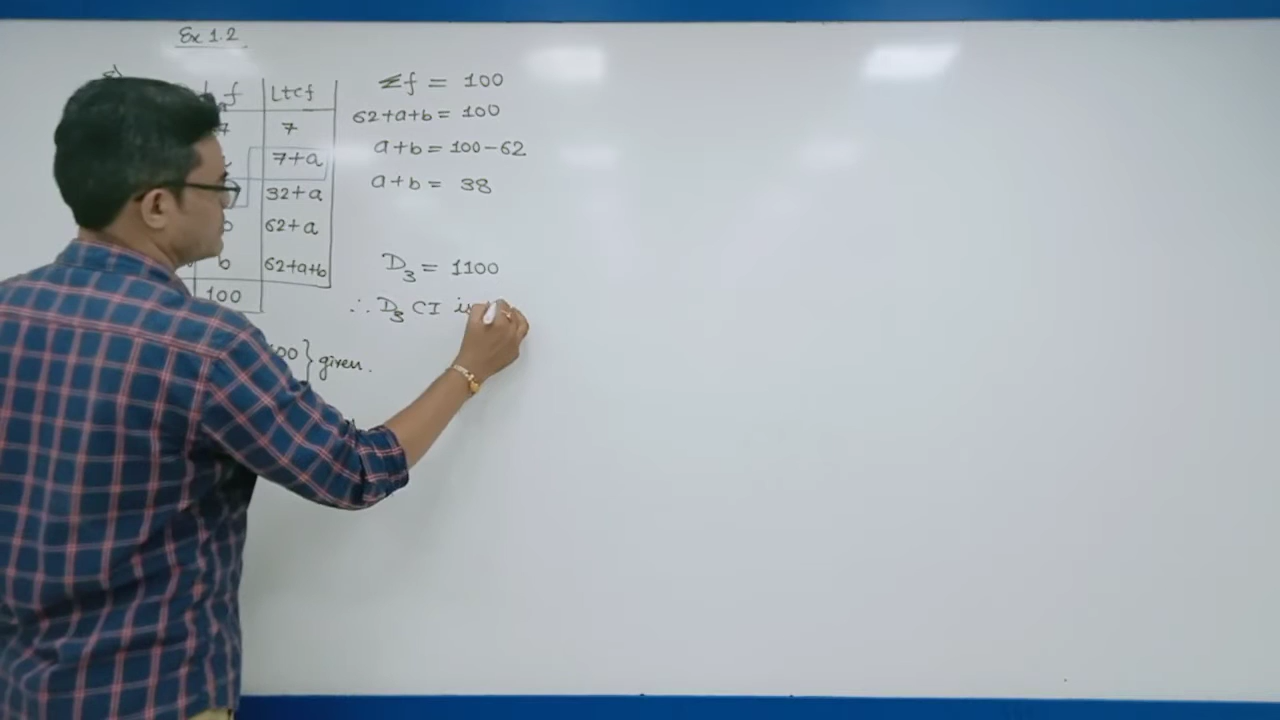 Ex 1.2
f Ltcf
7 7
7+a
32+a
62+a
b 62+a+b
100
Σf = 100
62+a+b = 100
a+b = 100-62
a+b = 38
D₃ = 1100
∴ D₃ CI is
00 } given.